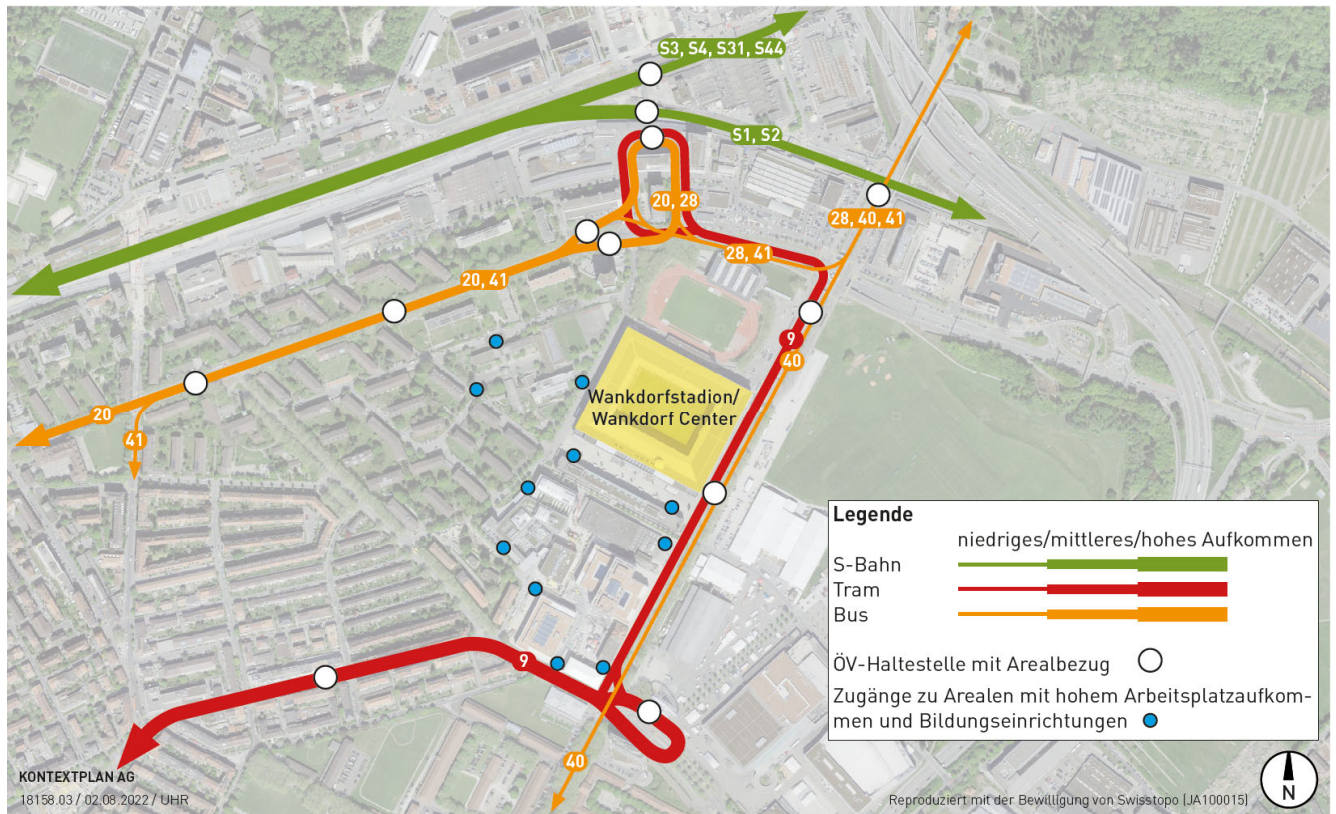 S3, S4, S31, S44
S1, S2
20, 28
28, 40, 41
28, 41
20, 41
9
40
Wankdorfstadion/
Wankdorf Center
20
41
9
40
Legende
niedriges/mittleres/hohes Aufkommen
S-Bahn
Tram
Bus
ÖV-Haltestelle mit Arealbezug
Zugänge zu Arealen mit hohem Arbeitsplatzaufkom-
men und Bildungseinrichtungen
KONTEXTPLAN AG
18158.03 / 02.08.2022 / UHR
Reproduziert mit der Bewilligung von Swisstopo (JA100015)
N